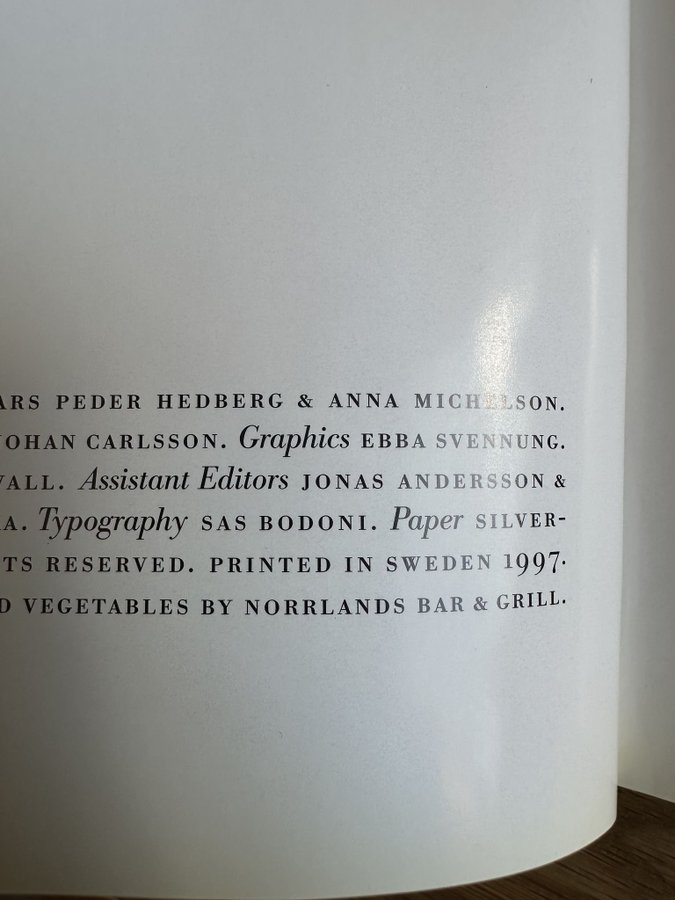 ARS PEDER HEDBERG & ANNA MICHELSON.
JOHAN CARLSSON. Graphics EBBA SVENNUNG.
VALL. Assistant Editors JONAS ANDERSSON &
A. Typography SAS BODONI. Paper SILVER-
TS RESERVED. PRINTED IN SWEDEN 1997.
D VEGETABLES BY NORRLANDS BAR & GRILL.